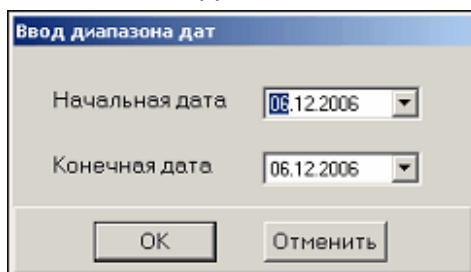 Ввод диапазона дат
Начальная дата 06.12.2006
Конечная дата 06.12.2006
OK Отменить